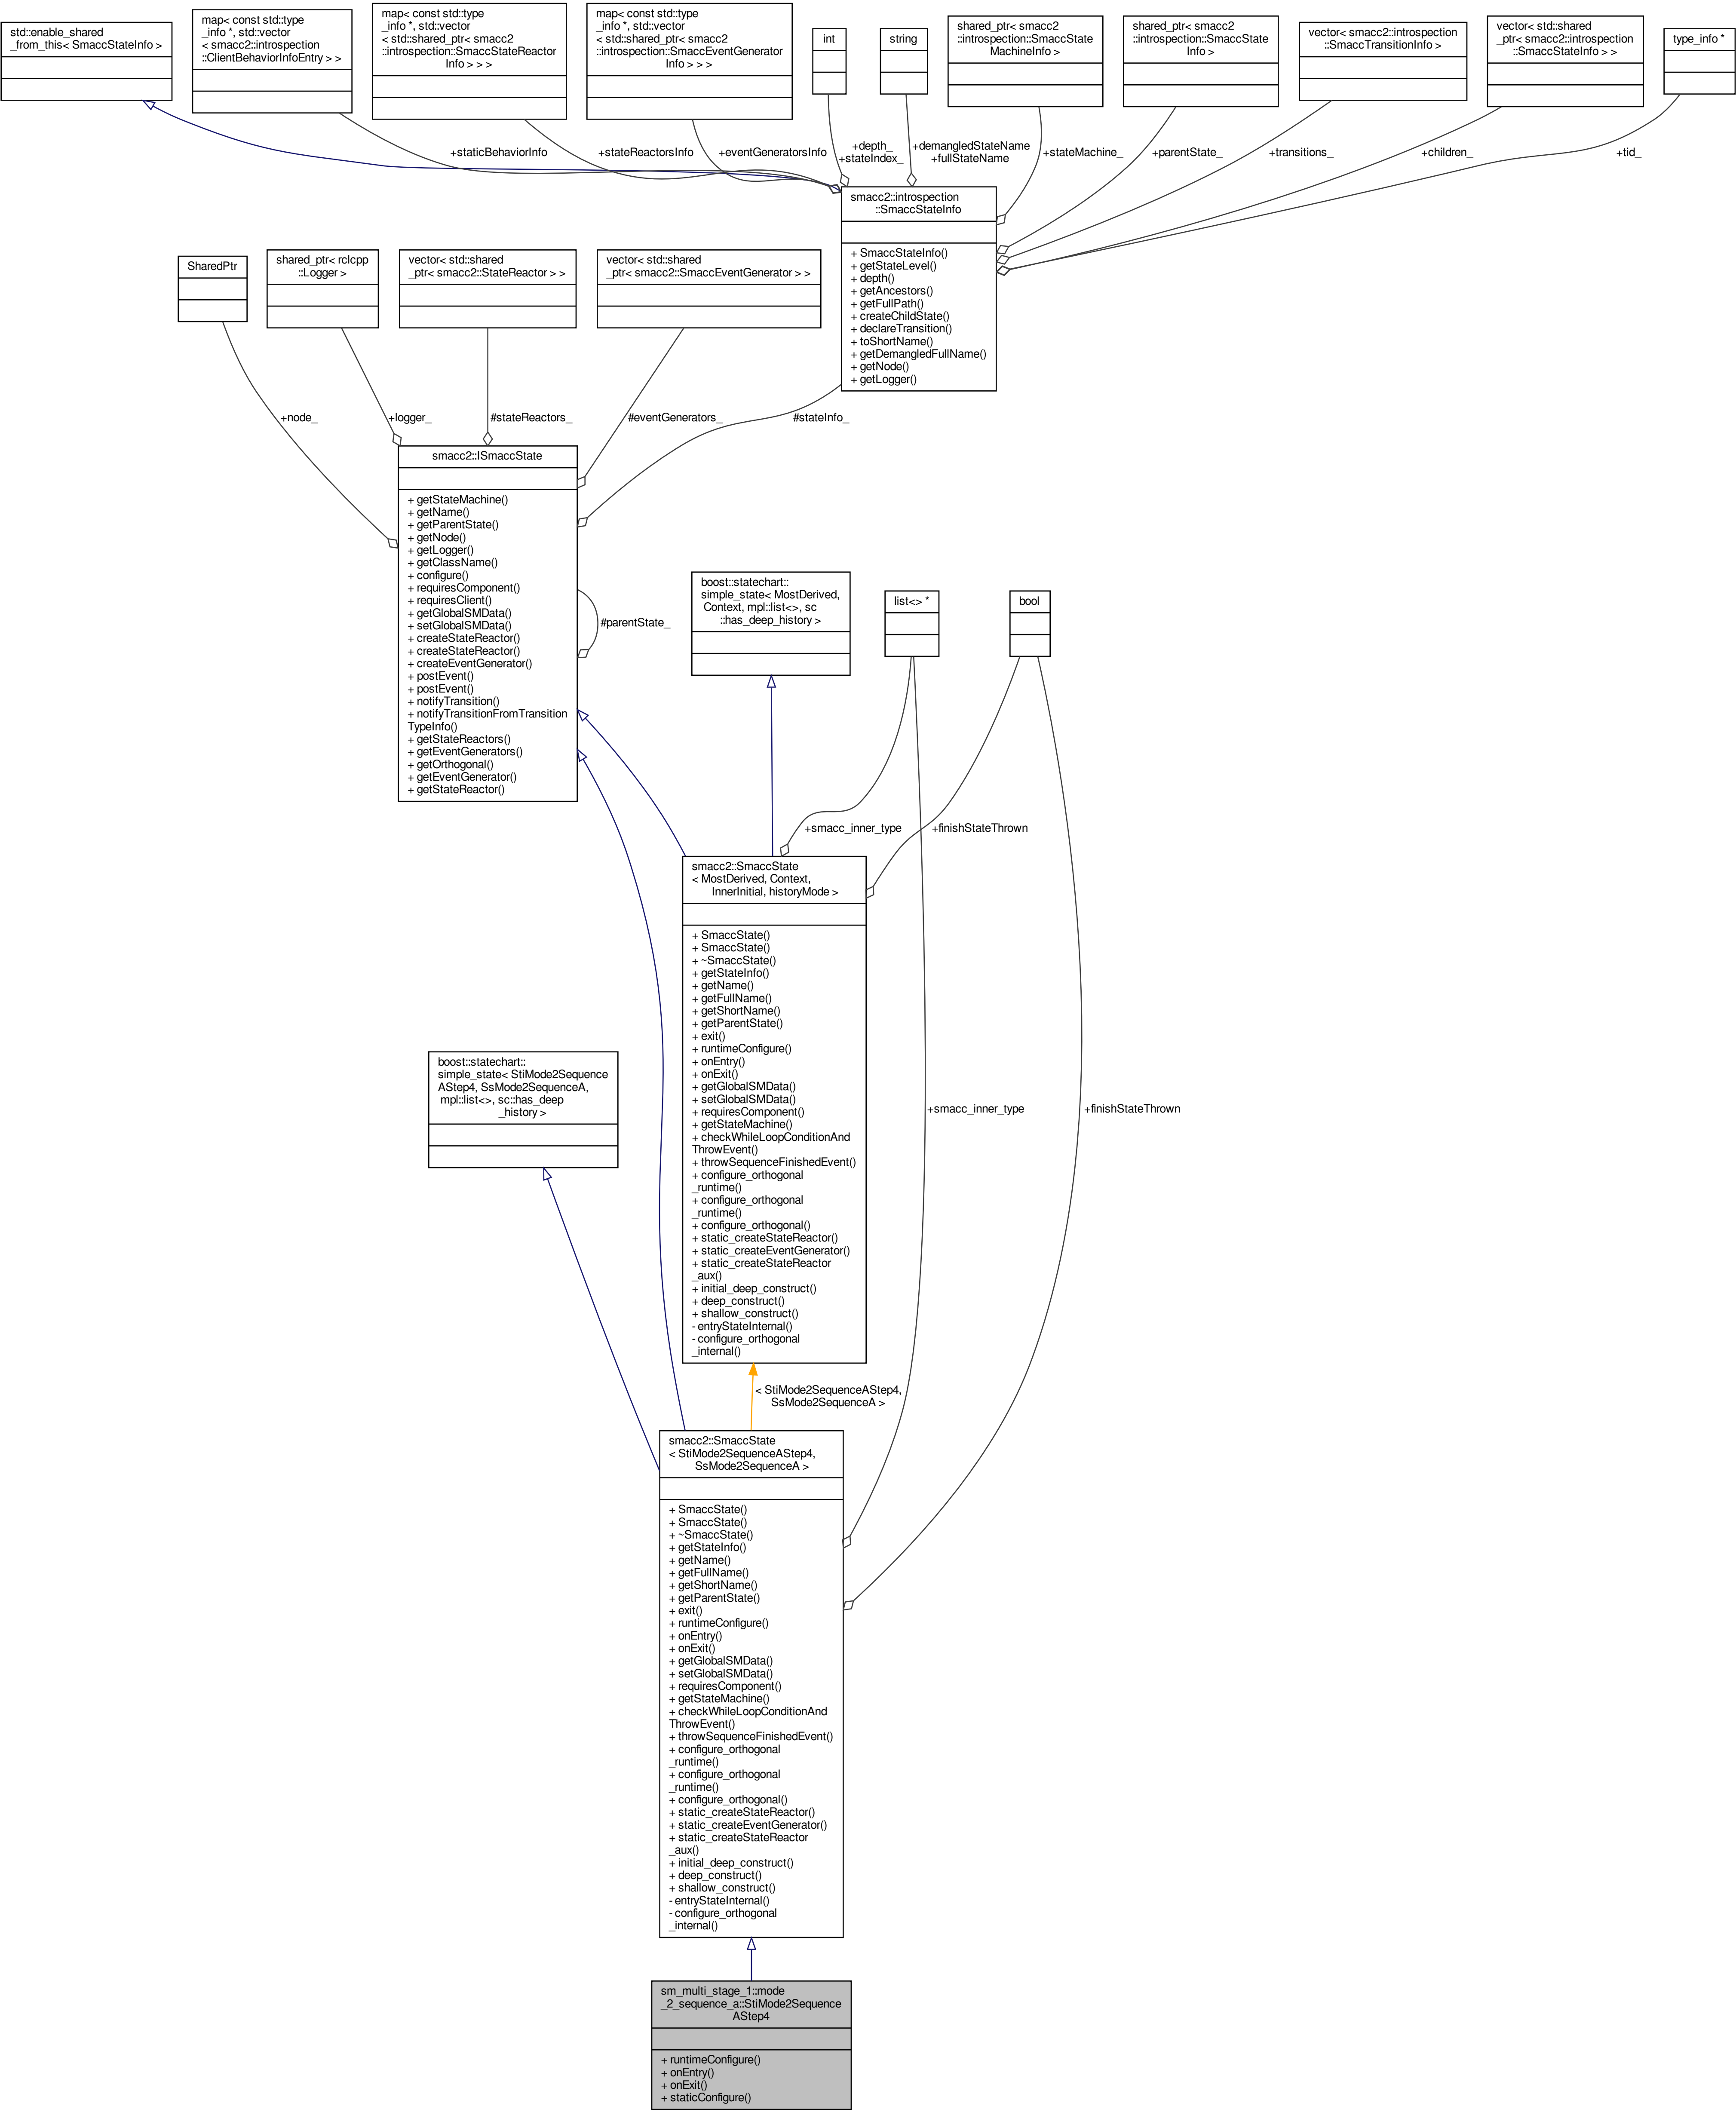 std::enable_shared
_from_this< SmaccStateInfo >
map< const std::type
_info *, std::vector
< smacc2::introspection
::ClientBehaviorInfoEntry > >
map< const std::type
_info *, std::vector
< std::shared_ptr< smacc2
::introspection::SmaccStateReactor
Info > > >
map< const std::type
_info *, std::vector
< std::shared_ptr< smacc2
::introspection::SmaccEventGenerator
Info > > >
int
string
shared_ptr< smacc2
::introspection::SmaccState
MachineInfo >
shared_ptr< smacc2
::introspection::SmaccState
Info >
vector< smacc2::introspection
::SmaccTransitionInfo >
vector< std::shared
_ptr< smacc2::introspection
::SmaccStateInfo > >
type_info *
+staticBehaviorInfo
+stateReactorsInfo
+eventGeneratorsInfo
+depth_
+stateIndex_
+demangledStateName
+fullStateName
+stateMachine_
+parentState_
+transitions_
+children_
+tid_
smacc2::introspection
::SmaccStateInfo
+ SmaccStateInfo()
+ getStateLevel()
+ depth()
+ getAncestors()
+ getFullPath()
+ createChildState()
+ declareTransition()
+ toShortName()
+ getDemangledFullName()
+ getNode()
+ getLogger()
SharedPtr
shared_ptr< rclcpp
::Logger >
vector< std::shared
_ptr< smacc2::StateReactor > >
vector< std::shared
_ptr< smacc2::SmaccEventGenerator > >
+node_
+logger_
#stateReactors_
#eventGenerators_
#stateInfo_
smacc2::ISmaccState
+ getStateMachine()
+ getName()
+ getParentState()
+ getNode()
+ getLogger()
+ getClassName()
+ configure()
+ requiresComponent()
+ requiresClient()
+ getGlobalSMData()
+ setGlobalSMData()
+ createStateReactor()
+ createStateReactor()
+ createEventGenerator()
+ postEvent()
+ postEvent()
+ notifyTransition()
+ notifyTransitionFromTransition
TypeInfo()
+ getStateReactors()
+ getEventGenerators()
+ getOrthogonal()
+ getEventGenerator()
+ getStateReactor()
#parentState_
boost::statechart::
simple_state< MostDerived,
Context, mpl::list<>, sc
::has_deep_history >
list<> *
bool
+smacc_inner_type
+finishStateThrown
smacc2::SmaccState
< MostDerived, Context,
InnerInitial, historyMode >
+ SmaccState()
+ SmaccState()
+ ~SmaccState()
+ getStateInfo()
+ getName()
+ getFullName()
+ getShortName()
+ getParentState()
+ exit()
+ runtimeConfigure()
+ onEntry()
+ onExit()
+ getGlobalSMData()
+ setGlobalSMData()
+ requiresComponent()
+ getStateMachine()
+ checkWhileLoopConditionAnd
ThrowEvent()
+ throwSequenceFinishedEvent()
+ configure_orthogonal
_runtime()
+ configure_orthogonal
_runtime()
+ configure_orthogonal()
+ static_createStateReactor()
+ static_createEventGenerator()
+ static_createStateReactor
_aux()
+ initial_deep_construct()
+ deep_construct()
+ shallow_construct()
- entryStateInternal()
- configure_orthogonal
_internal()
boost::statechart::
simple_state< StiMode2Sequence
AStep4, SsMode2SequenceA,
mpl::list<>, sc::has_deep
_history >
+smacc_inner_type
+finishStateThrown
< StiMode2SequenceAStep4,
SsMode2SequenceA >
smacc2::SmaccState
< StiMode2SequenceAStep4,
SsMode2SequenceA >
+ SmaccState()
+ SmaccState()
+ ~SmaccState()
+ getStateInfo()
+ getName()
+ getFullName()
+ getShortName()
+ getParentState()
+ exit()
+ runtimeConfigure()
+ onEntry()
+ onExit()
+ getGlobalSMData()
+ setGlobalSMData()
+ requiresComponent()
+ getStateMachine()
+ checkWhileLoopConditionAnd
ThrowEvent()
+ throwSequenceFinishedEvent()
+ configure_orthogonal
_runtime()
+ configure_orthogonal
_runtime()
+ configure_orthogonal()
+ static_createStateReactor()
+ static_createEventGenerator()
+ static_createStateReactor
_aux()
+ initial_deep_construct()
+ deep_construct()
+ shallow_construct()
- entryStateInternal()
- configure_orthogonal
_internal()
sm_multi_stage_1::mode
_2_sequence_a::StiMode2Sequence
AStep4
+ runtimeConfigure()
+ onEntry()
+ onExit()
+ staticConfigure()